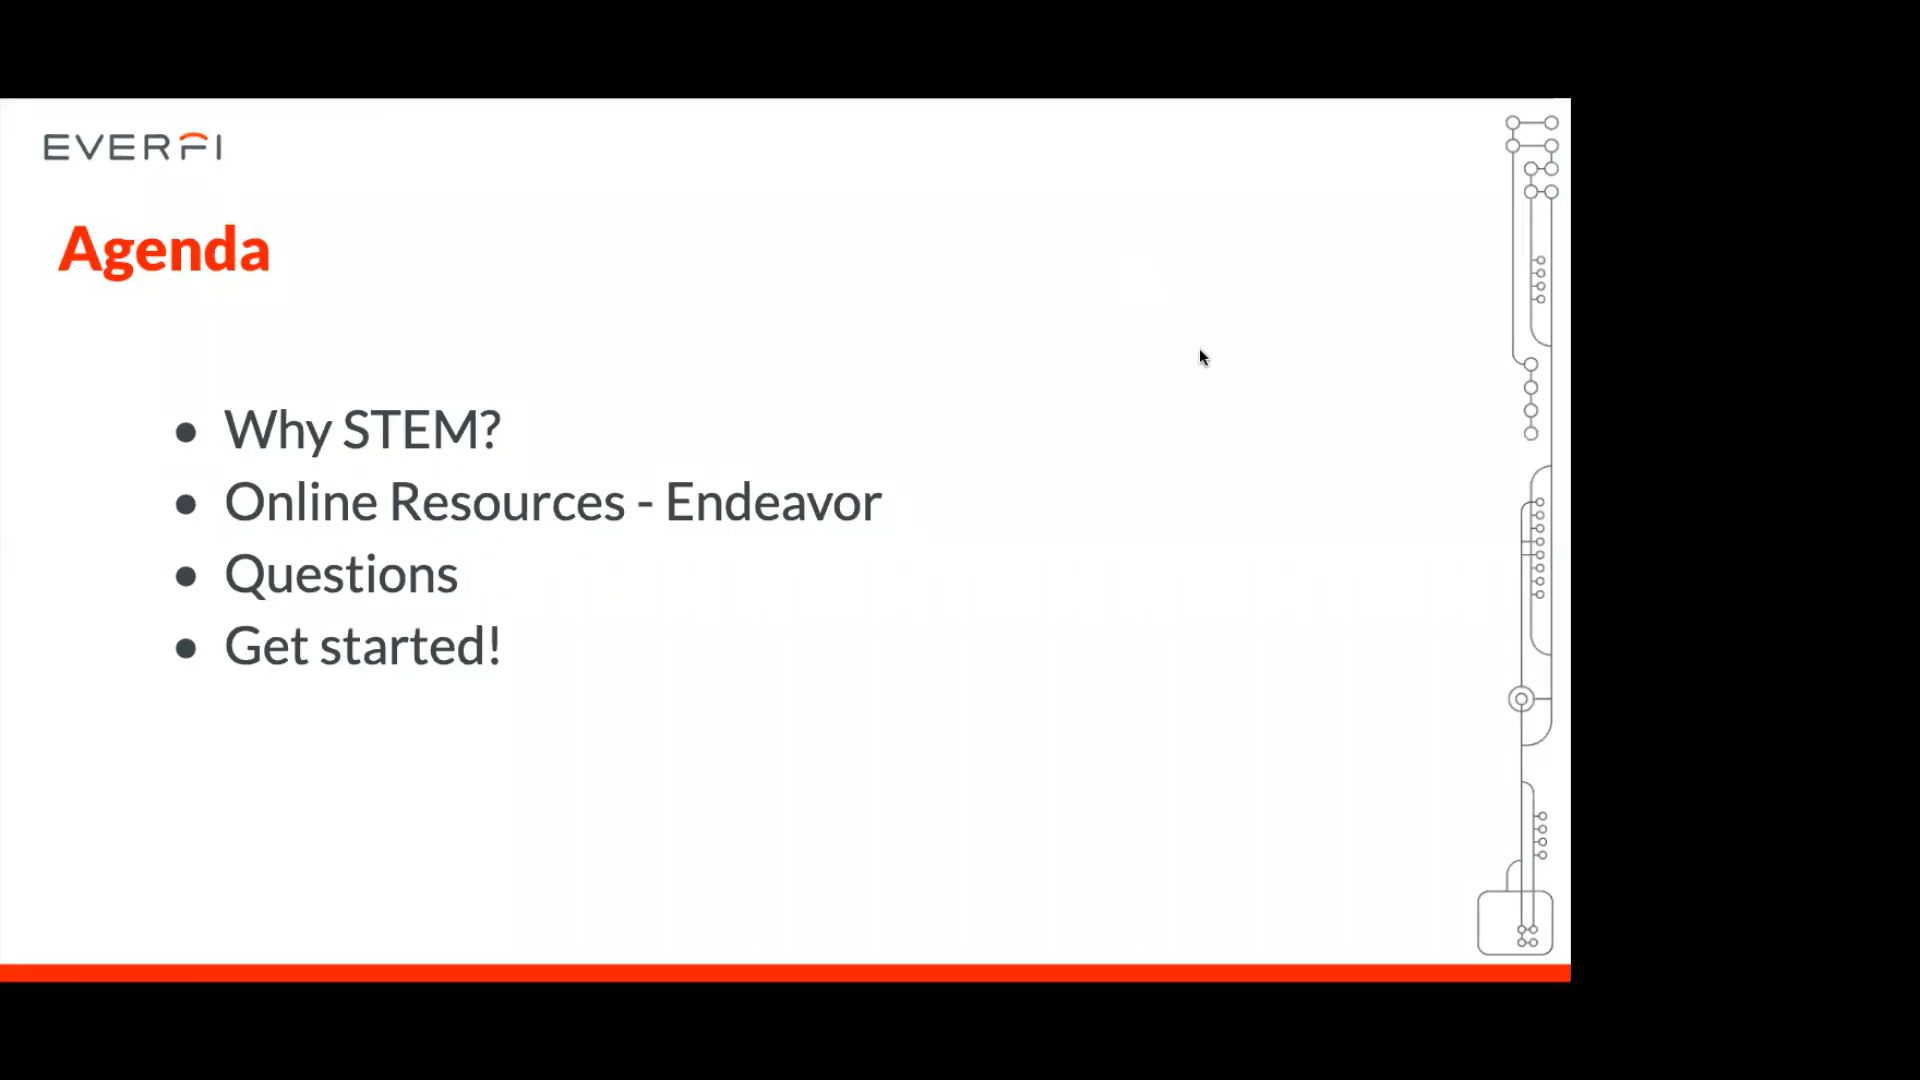 EVERFI
Agenda
• Why STEM?
• Online Resources - Endeavor
• Questions
• Get started!